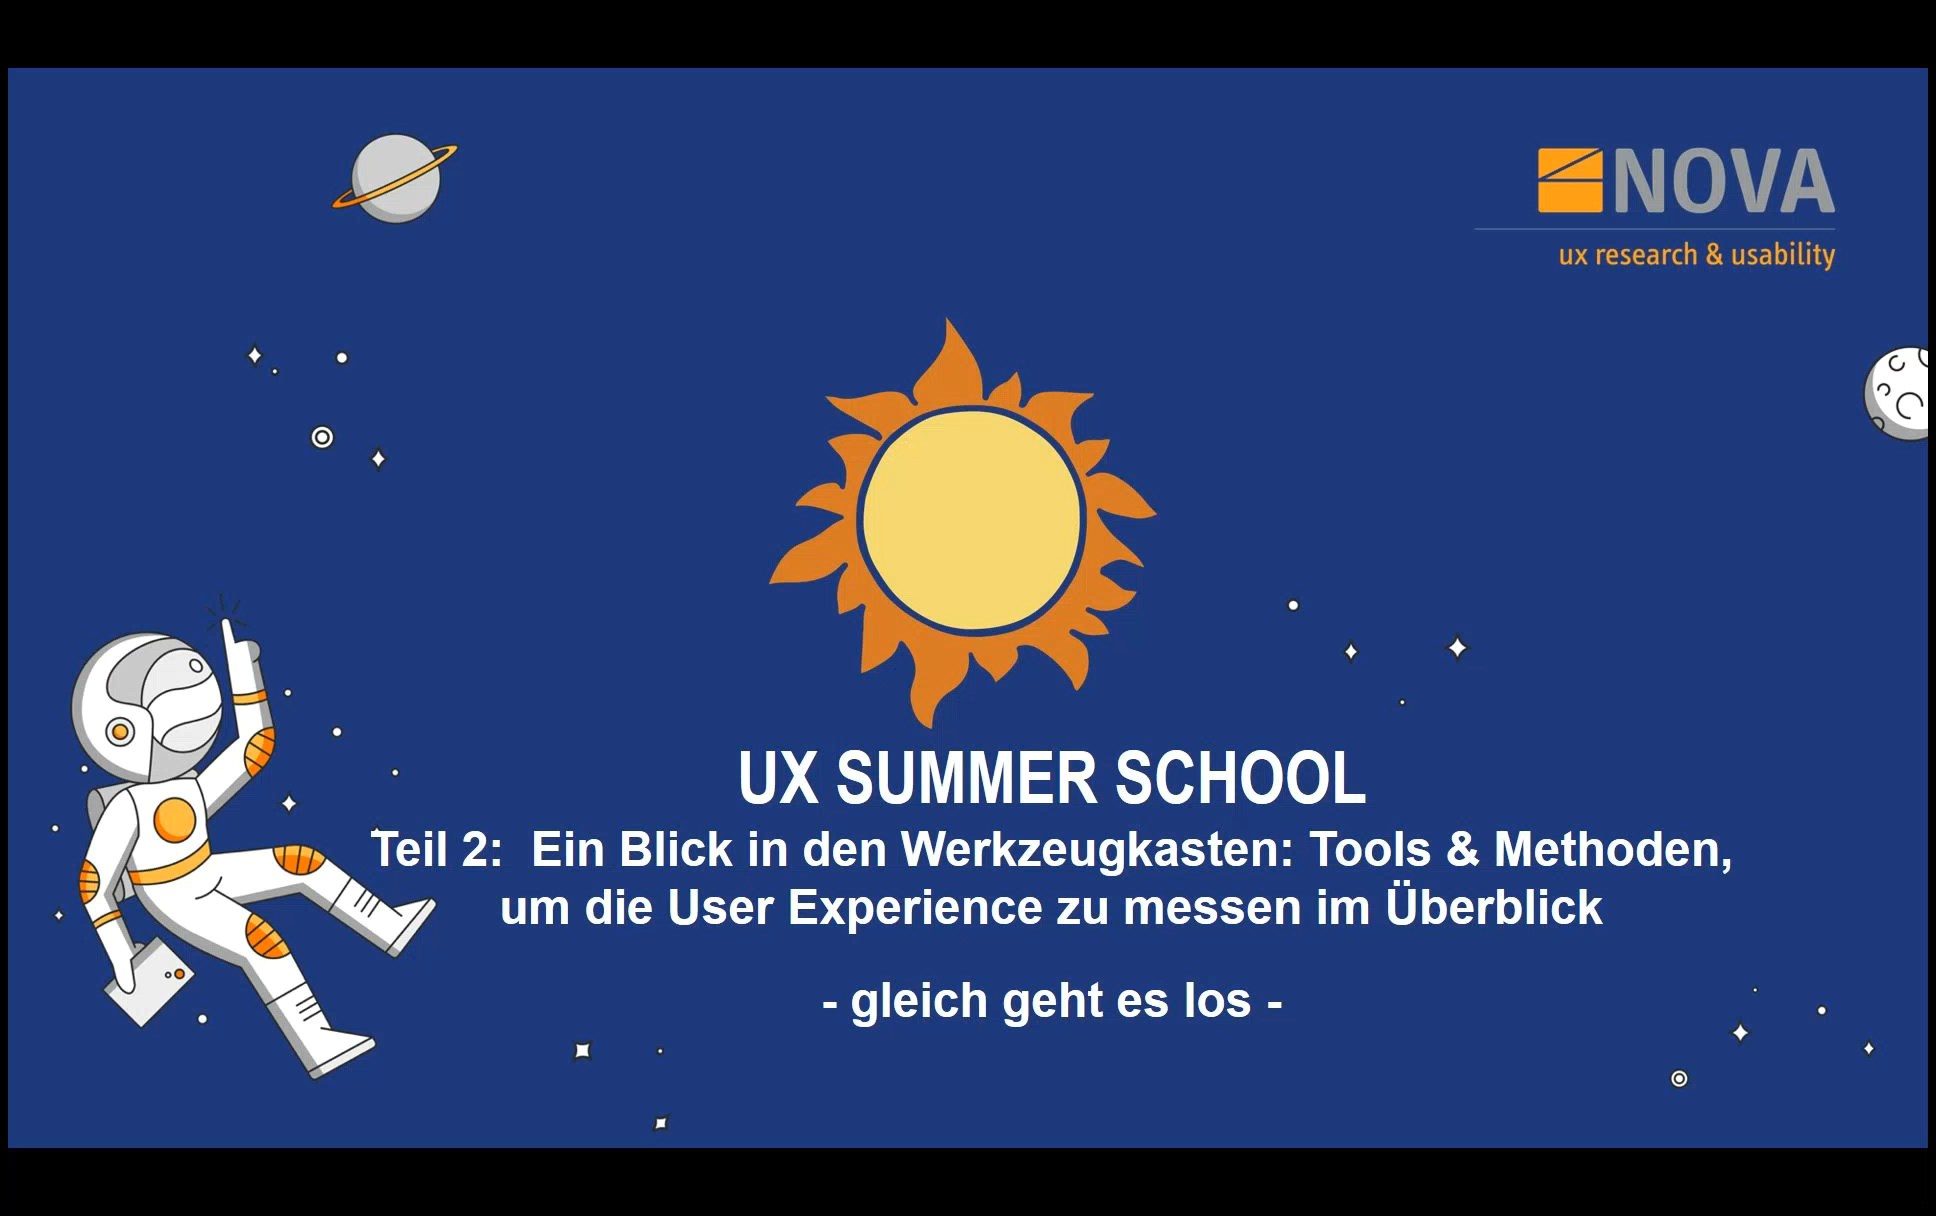 NOVA
ux research & usability
UX SUMMER SCHOOL
Teil 2: Ein Blick in den Werkzeugkasten: Tools & Methoden,
um die User Experience zu messen im Überblick
- gleich geht es los -